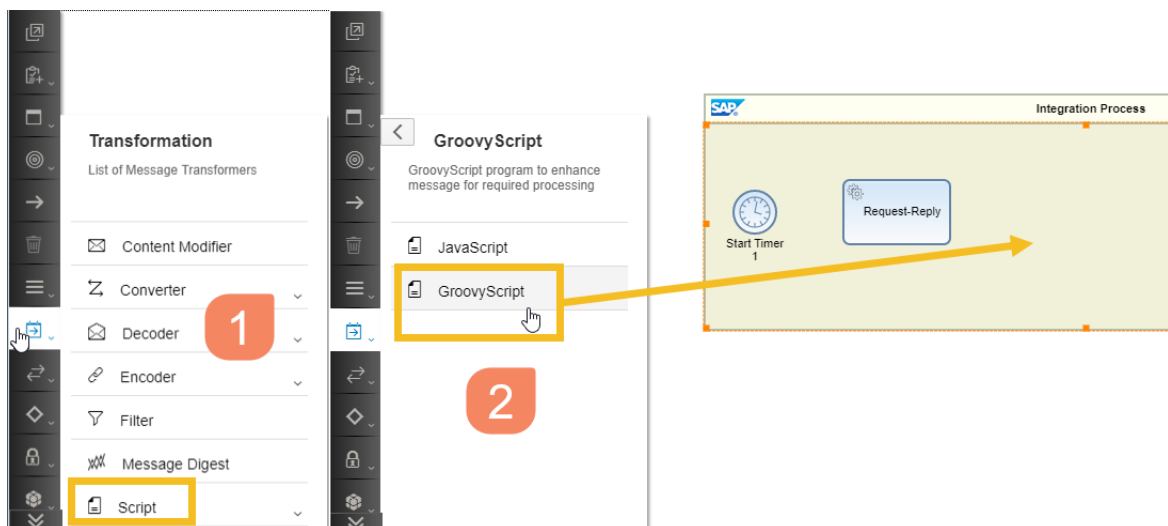 Transformation
List of Message Transformers
Content Modifier
Converter
Decoder
1
Encoder
Filter
Message Digest
Script
GroovyScript
GroovyScript program to enhance
message for required processing
JavaScript
GroovyScript
2
SAP
Integration Process
Start Timer
1
Request-Reply